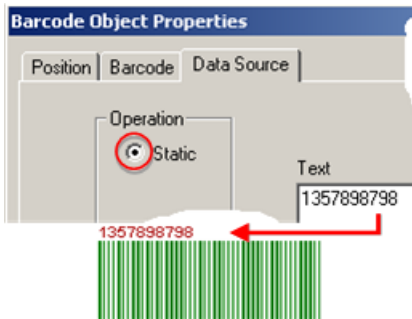 Barcode Object Properties
Position Barcode Data Source
Operation
Static
Text
1357898798
1357898798